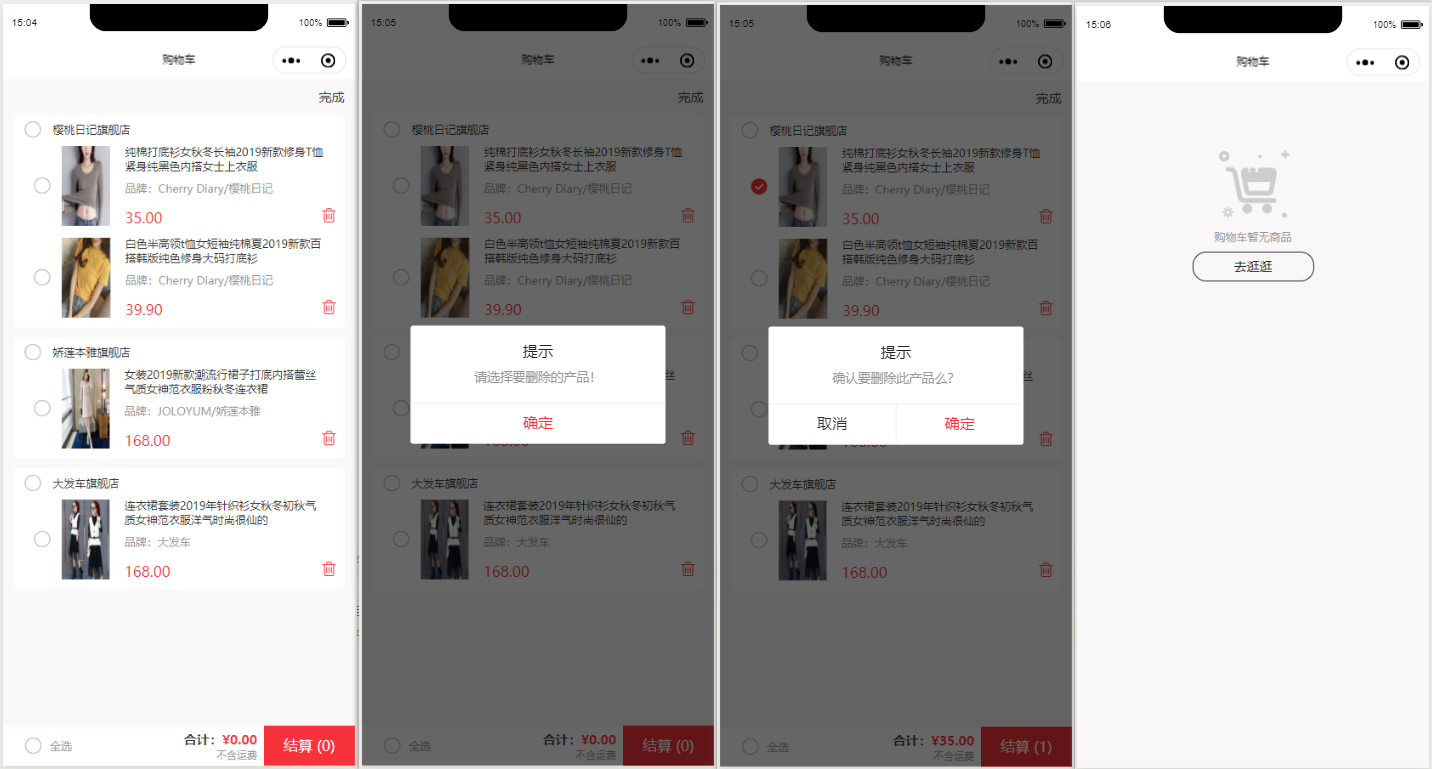 15:04
100%
购物车
完成
樱桃日记旗舰店
纯棉打底衫女秋冬长袖2019新款修身T恤
紧身纯黑色内搭女士上衣服
品牌：Cherry Diary/樱桃日记
35.00
白色半高领t恤女短袖纯棉夏2019新款百
搭韩版纯色修身大码打底衫
品牌：Cherry Diary/樱桃日记
39.90
娇莲本雅旗舰店
女装2019新款潮流行裙子打底内搭蕾丝
气质女神范衣服粉秋冬连衣裙
品牌：JOLOYUM/娇莲本雅
168.00
大发车旗舰店
连衣裙套装2019年针织衫女秋冬初秋气
质女神范衣服洋气时尚很仙的
品牌：大发车
168.00
全选
合计：¥0.00
不含运费
结算 (0)
15:05
100%
购物车
完成
樱桃日记旗舰店
纯棉打底衫女秋冬长袖2019新款修身T恤
紧身纯黑色内搭女士上衣服
品牌：Cherry Diary/樱桃日记
35.00
白色半高领t恤女短袖纯棉夏2019新款百
搭韩版纯色修身大码打底衫
品牌：Cherry Diary/樱桃日记
39.90
提示
丝
请选择要删除的产品！
确定
168.00
大发车旗舰店
连衣裙套装2019年针织衫女秋冬初秋气
质女神范衣服洋气时尚很仙的
品牌：大发车
168.00
全选
合计：¥0.00
不含运费
结算 (0)
15:05
100%
购物车
完成
樱桃日记旗舰店
纯棉打底衫女秋冬长袖2019新款修身T恤
紧身纯黑色内搭女士上衣服
品牌：Cherry Diary/樱桃日记
35.00
白色半高领t恤女短袖纯棉夏2019新款百
搭韩版纯色修身大码打底衫
品牌：Cherry Diary/樱桃日记
39.90
提示
丝
确认要删除此产品么？
取消
确定
168.00
大发车旗舰店
连衣裙套装2019年针织衫女秋冬初秋气
质女神范衣服洋气时尚很仙的
品牌：大发车
168.00
全选
合计：¥35.00
不含运费
结算 (1)
15:06
100%
购物车
购物车暂无商品
去逛逛